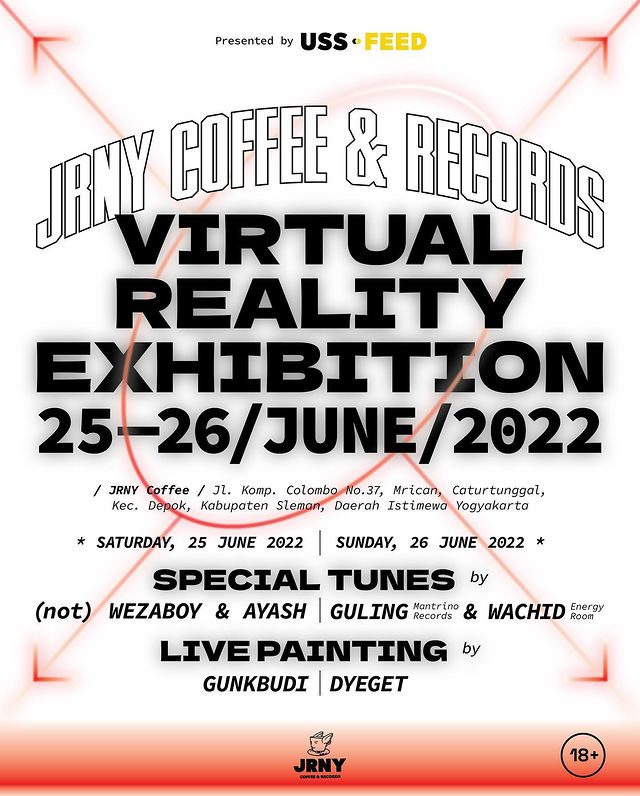 Presented by USS FEED
JRNY COFFEE & RECORDS
VIRTUAL
REALITY
EXHIBITION
25—26/JUNE/2022
/ JRNY Coffee / Jl. Komp. Colombo No.37, Mrican, Caturtunggal,
Kec. Depok, Kabupaten Sleman, Daerah Istimewa Yogyakarta
* SATURDAY, 25 JUNE 2022 | SUNDAY, 26 JUNE 2022 *
SPECIAL TUNES by
(not) WEZABOY & AYASH | GULING Mantrino Records & WACHID Energy Room
LIVE PAINTING by
GUNKBUDI | DYEGET
JRNY
COFFEE & RECORDS
18+